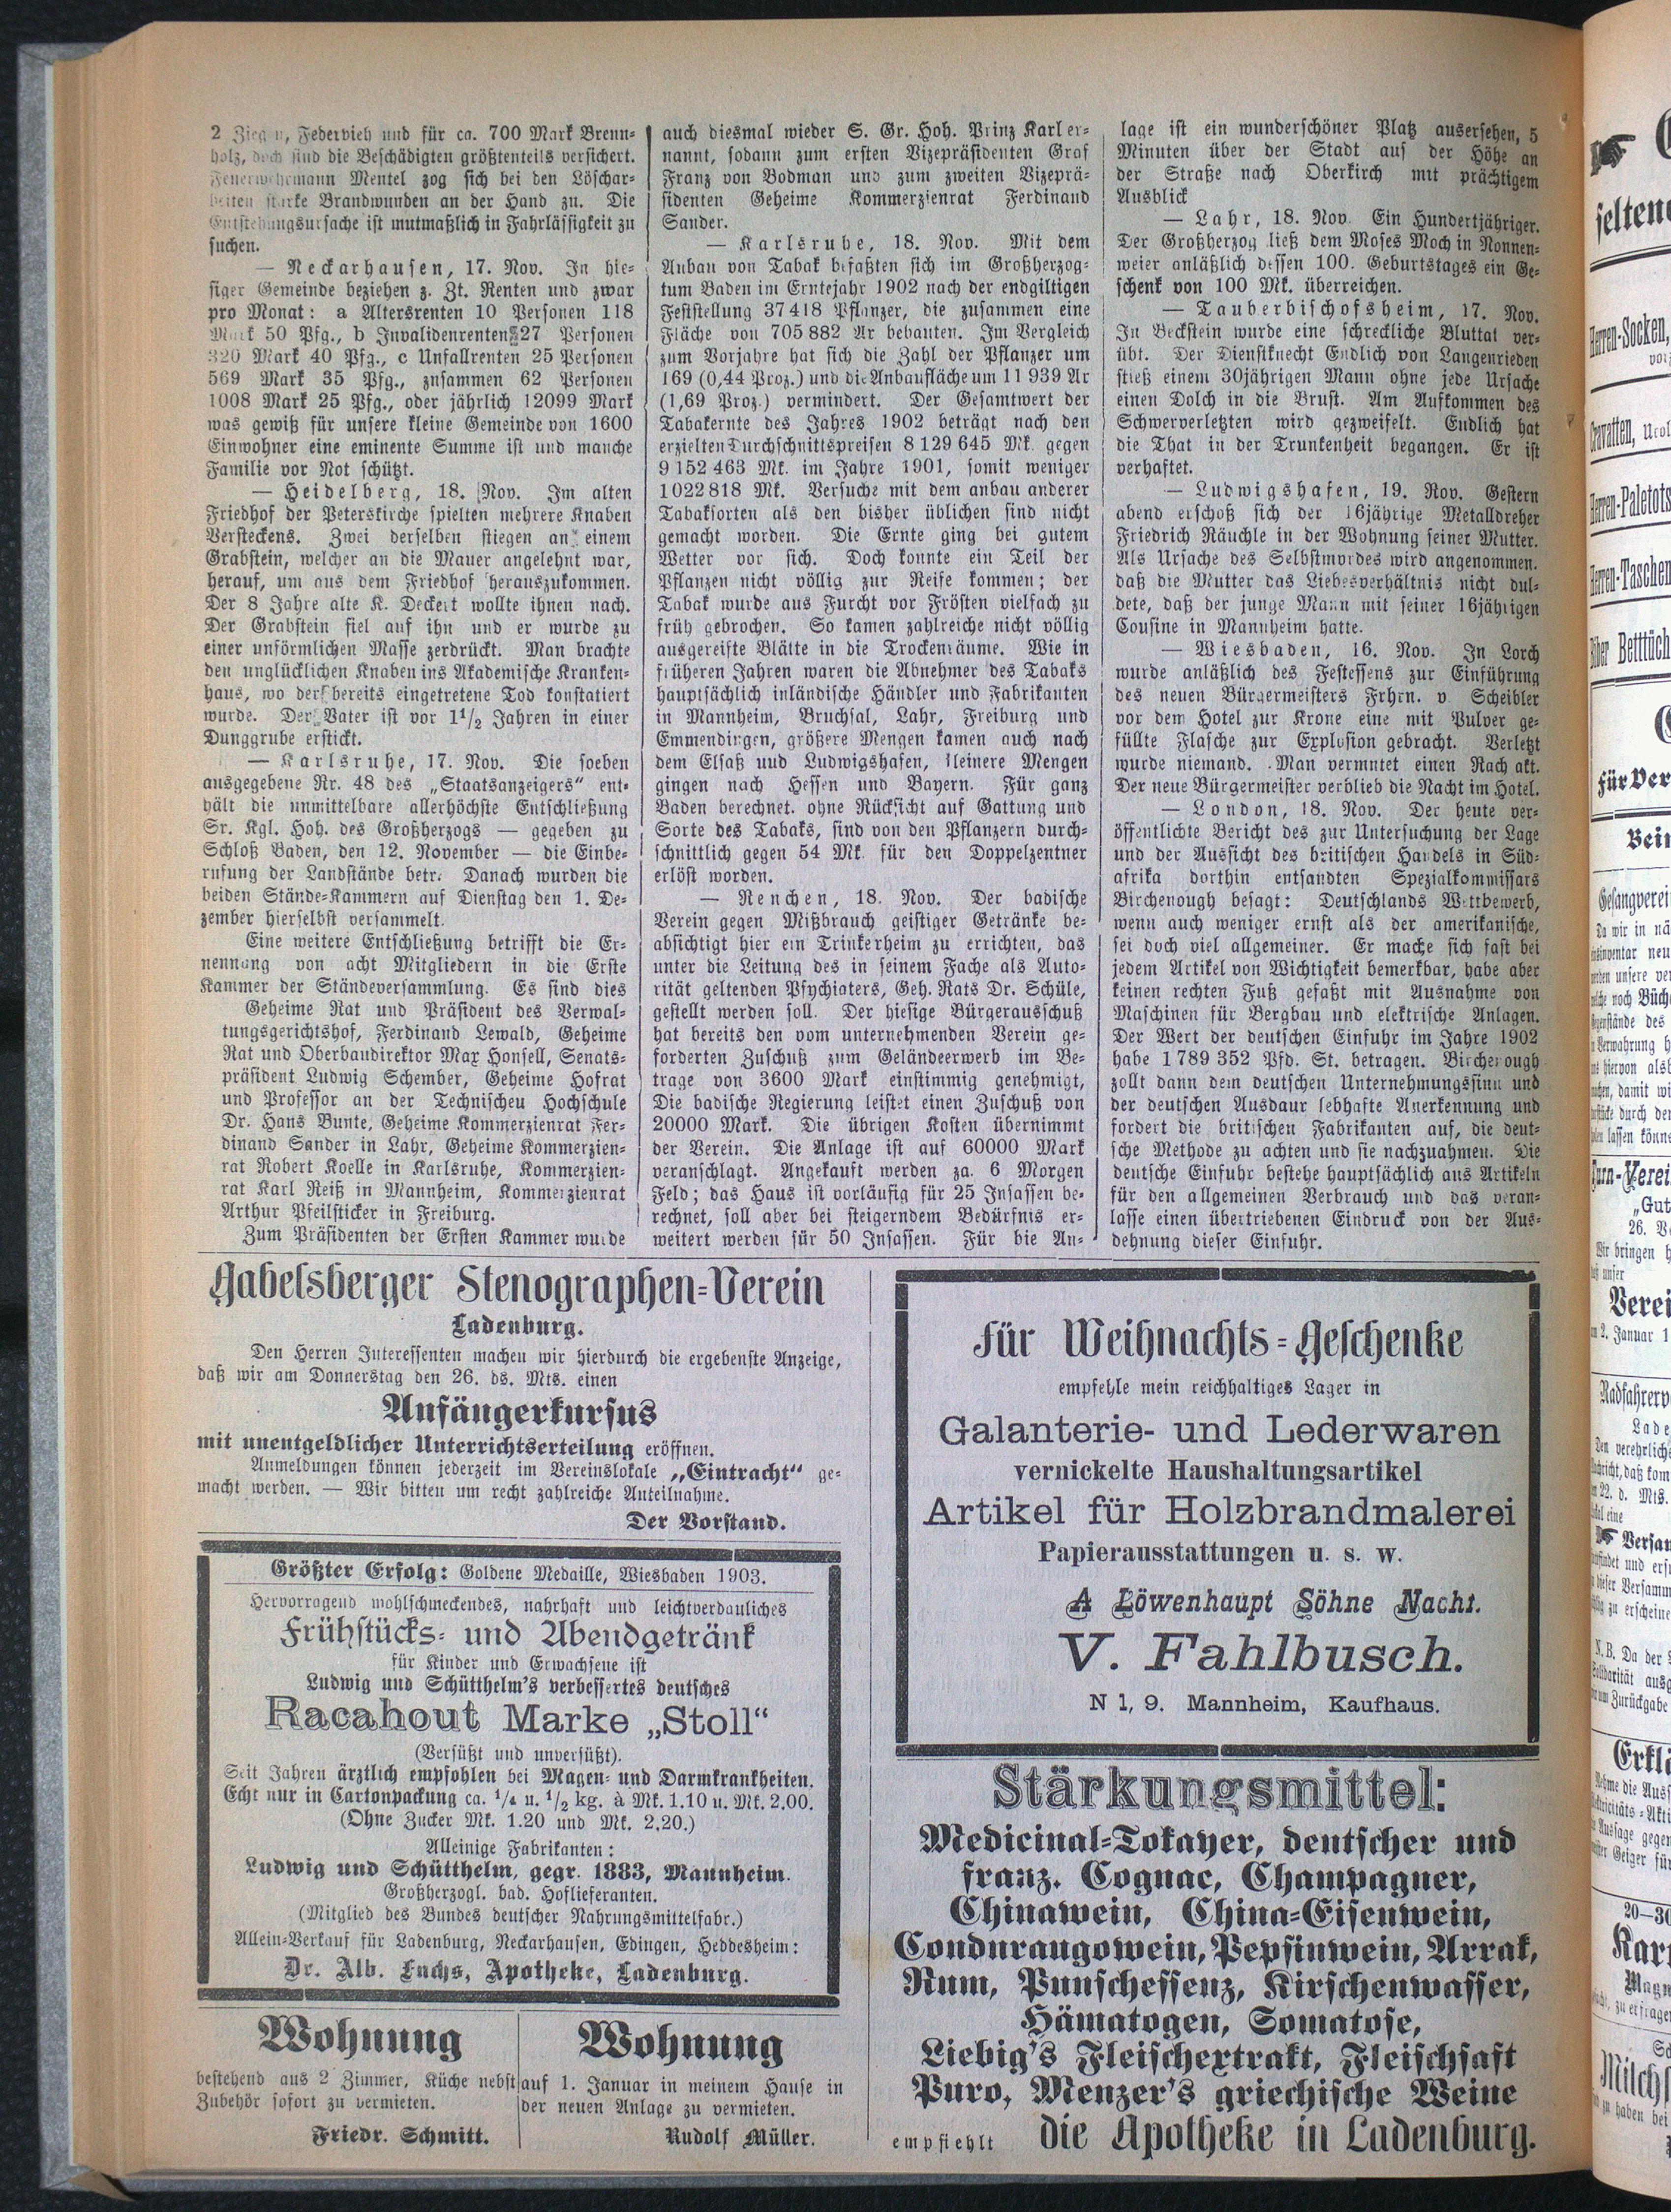 2 Ziegen, Federvieh und für ca. 700 Mark Brenn-
holz, doch sind die Beschädigten größtenteils versichert.
Feuerwehrmann Mentel zog sich bei den Löschar-
beiten starke Brandwunden an der Hand zu. Die
Entstehungsursache ist mutmaßlich in Fahrlässigkeit zu
suchen.
— Neckarhausen, 17. Nov. In hie-
siger Gemeinde beziehen z. Zt. Renten und zwar
pro Monat: a Altersrenten 10 Personen 118
Mark 50 Pfg., b Invalidenrenten 27 Personen
320 Mark 40 Pfg., c Unfallrenten 25 Personen
569 Mark 35 Pfg., zusammen 62 Personen
1008 Mark 25 Pfg., oder jährlich 12099 Mark
was gewiß für unsere kleine Gemeinde von 1600
Einwohner eine eminente Summe ist und manche
Familie vor Not schützt.
— Heidelberg, 18. Nov. Im alten
Friedhof der Peterskirche spielten mehrere Knaben
Versteckens. Zwei derselben stiegen an einem
Grabstein, welcher an die Mauer angelehnt war,
herauf, um aus dem Friedhof herauszukommen.
Der 8 Jahre alte K. Deckert wollte ihnen nach.
Der Grabstein fiel auf ihn und er wurde zu
einer unförmlichen Masse zerdrückt. Man brachte
den unglücklichen Knaben ins Akademische Kranken-
haus, wo der bereits eingetretene Tod konstatiert
wurde. Der Vater ist vor 1½ Jahren in einer
Dunggrube erstickt.
— Karlsruhe, 17. Nov. Die soeben
ausgegebene Nr. 48 des „Staatsanzeigers“ ent-
hält die unmittelbare allerhöchste Entschließung
Sr. Kgl. Hoh. des Großherzogs — gegeben zu
Schloß Baden, den 12. November — die Einbe-
rufung der Landstände betr. Danach wurden die
beiden Stände-Kammern auf Dienstag den 1. De-
zember hierselbst versammelt.
Eine weitere Entschließung betrifft die Er-
nennung von acht Mitgliedern in die Erste
Kammer der Ständeversammlung. Es sind dies
Geheime Rat und Präsident des Verwal-
tungsgerichtshof, Ferdinand Lewald, Geheime
Rat und Oberbaudirektor Max Honsell, Senats-
präsident Ludwig Schember, Geheime Hofrat
und Professor an der Technischeu Hochschule
Dr. Hans Bunte, Geheime Kommerzienrat Fer-
dinand Sander in Lahr, Geheime Kommerzien-
rat Robert Koelle in Karlsruhe, Kommerzien-
rat Karl Reiß in Mannheim, Kommerzienrat
Arthur Pfeilsticker in Freiburg.
Zum Präsidenten der Ersten Kammer wurde
auch diesmal wieder S. Gr. Hoh. Prinz Karl er-
nannt, sodann zum ersten Vizepräsidenten Graf
Franz von Bodman und zum zweiten Vizeprä-
sidenten Geheime Kommerzienrat Ferdinand
Sander.
— Karlsruhe, 18. Nov. Mit dem
Anbau von Tabak befaßten sich im Großherzog-
tum Baden im Erntejahr 1902 nach der endgiltigen
Feststellung 37418 Pflanzer, die zusammen eine
Fläche von 705882 Ar bebauten. Im Vergleich
zum Vorjahre hat sich die Zahl der Pflanzer um
169 (0,44 Proz.) und die Anbaufläche um 11939 Ar
(1,69 Proz.) vermindert. Der Gesamtwert der
Tabakernte des Jahres 1902 beträgt nach den
erzielten Durchschnittspreisen 8129645 Mk. gegen
9152463 Mk. im Jahre 1901, somit weniger
1022818 Mk. Versuche mit dem anbau anderer
Tabaksorten als den bisher üblichen sind nicht
gemacht worden. Die Ernte ging bei gutem
Wetter vor sich. Doch konnte ein Teil der
Pflanzen nicht völlig zur Reife kommen; der
Tabak wurde aus Furcht vor Frösten vielfach zu
früh gebrochen. So kamen zahlreiche nicht völlig
ausgereifte Blätte in die Trockenräume. Wie in
früheren Jahren waren die Abnehmer des Tabaks
hauptsächlich inländische Händler und Fabrikanten
in Mannheim, Bruchsal, Lahr, Freiburg und
Emmendingen, größere Mengen kamen auch nach
dem Elsaß und Ludwigshafen, kleinere Mengen
gingen nach Hessen und Bayern. Für ganz
Baden berechnet. ohne Rücksicht auf Gattung und
Sorte des Tabaks, sind von den Pflanzern durch-
schnittlich gegen 54 Mk. für den Doppelzentner
erlöst worden.
— Renchen, 18. Nov. Der badische
Verein gegen Mißbrauch geistiger Getränke be-
absichtigt hier ein Trinkerheim zu errichten, das
unter die Leitung des in seinem Fache als Auto-
rität geltenden Psychiaters, Geh. Rats Dr. Schüle,
gestellt werden soll. Der hiesige Bürgerausschuß
hat bereits den vom unternehmenden Verein ge-
forderten Zuschuß zum Geländeerwerb im Be-
trage von 3600 Mark einstimmig genehmigt,
Die badische Regierung leistet einen Zuschuß von
20000 Mark. Die übrigen Kosten übernimmt
der Verein. Die Anlage ist auf 60000 Mark
veranschlagt. Angekauft werden za. 6 Morgen
Feld; das Haus ist vorläufig für 25 Insassen be-
rechnet, soll aber bei steigerndem Bedürfnis er-
weitert werden für 50 Insassen. Für die An-
lage ist ein wunderschöner Platz ausersehen, 5
Minuten über der Stadt auf der Höhe an
der Straße nach Oberkirch mit prächtigem
Ausblick
— Lahr, 18. Nov. Ein Hundertjähriger.
Der Großherzog ließ dem Moses Moch in Nonnen-
weier anläßlich dessen 100. Geburtstages ein Ge-
schenk von 100 Mk. überreichen.
— Tauberbischofsheim, 17. Nov.
In Beckstein wurde eine schreckliche Bluttat ver-
übt. Der Dienstknecht Endlich von Langenrieden
stieß einem 30jährigen Mann ohne jede Ursache
einen Dolch in die Brust. Am Aufkommen des
Schwerverletzten wird gezweifelt. Endlich hat
die That in der Trunkenheit begangen. Er ist
verhaftet.
— Ludwigshafen, 19. Nov. Gestern
abend erschoß sich der 16jährige Metalldreher
Friedrich Räuchle in der Wohnung seiner Mutter.
Als Ursache des Selbstmordes wird angenommen.
daß die Mutter das Liebesverhältnis nicht dul-
dete, daß der junge Mann mit seiner 16jährigen
Cousine in Mannheim hatte.
— Wiesbaden, 16. Nov. In Lorch
wurde anläßlich des Festessens zur Einführung
des neuen Bürgermeisters Frhrn. v Scheibler
vor dem Hotel zur Krone eine mit Pulver ge-
füllte Flasche zur Explosion gebracht. Verletzt
wurde niemand. Man vermutet einen Rachakt.
Der neue Bürgermeister verblieb die Nacht im Hotel.
— London, 18. Nov. Der heute ver-
öffentlichte Bericht des zur Untersuchung der Lage
und der Aussicht des britischen Handels in Süd-
afrika dorthin entsandten Spezialkommissars
Birchenough besagt: Deutschlands Wettbewerb,
wenn auch weniger ernst als der amerikanische,
sei doch viel allgemeiner. Er mache sich fast bei
jedem Artikel von Wichtigkeit bemerkbar, habe aber
keinen rechten Fuß gefaßt mit Ausnahme von
Maschinen für Bergbau und elektrische Anlagen.
Der Wert der deutschen Einfuhr im Jahre 1902
habe 1789352 Pfd. St. betragen. Birchenough
zollt dann dem deutschen Unternehmungssinn und
der deutschen Ausdaur lebhafte Anerkennung und
fordert die britischen Fabrikanten auf, die deut-
sche Methode zu achten und sie nachzuahmen. Die
deutsche Einfuhr bestehe hauptsächlich aus Artikeln
für den allgemeinen Verbrauch und das veran-
lasse einen übertriebenen Eindruck von der Aus-
dehnung dieser Einfuhr.
Gabelsberger Stenographen-Verein
Ladenburg.
Den Herren Interessenten machen wir hierdurch die ergebenste Anzeige,
daß wir am Donnerstag den 26. ds. Mts. einen
Anfängerkursus
mit unentgeldlicher Unterrichtserteilung eröffnen.
Anmeldungen können jederzeit im Vereinslokale „Eintracht“ ge-
macht werden. — Wir bitten um recht zahlreiche Anteilnahme.
Der Vorstand.
Größter Erfolg: Goldene Medaille, Wiesbaden 1903.
Hervorragend wohlschmeckendes, nahrhaft und leichtverdauliches
Frühstücks- und Abendgetränk
für Kinder und Erwachsene ist
Ludwig und Schütthelm's verbessertes deutsches
Racahout Marke „Stoll“
(Versüßt und unversüßt).
Seit Jahren ärztlich empfohlen bei Magen- und Darmkrankheiten.
Echt nur in Cartonpackung ca. ¼ u. ½ kg. à Mk. 1.10 u. Mk. 2.00.
(Ohne Zucker Mk. 1.20 und Mk. 2.20.)
Alleinige Fabrikanten:
Ludwig und Schütthelm, gegr. 1883, Mannheim.
Großherzogl. bad. Hoflieferanten.
(Mitglied des Bundes deutscher Nahrungsmittelfabr.)
Allein-Verkauf für Ladenburg, Neckarhausen, Edingen, Heddesheim:
Dr. Alb. Fuchs, Apotheke, Ladenburg.
Wohnung
bestehend aus 2 Zimmer, Küche nebst
Zubehör sofort zu vermieten.
Friedr. Schmitt.
Wohnung
auf 1. Januar in meinem Hause in
der neuen Anlage zu vermieten.
Rudolf Müller.
Für Weihnachts-Geschenke
empfehle mein reichhaltiges Lager in
Galanterie- und Lederwaren
vernickelte Haushaltungsartikel
Artikel für Holzbrandmalerei
Papierausstattungen u. s. w.
A Löwenhaupt Söhne Nachf.
V. Fahlbusch.
N 1, 9. Mannheim, Kaufhaus.
Stärkungsmittel:
Medicinal-Tokayer, deutscher und
franz. Cognac, Champagner,
Chinawein, China-Eisenwein,
Condurangowein, Pepsinwein, Arrak,
Rum, Punschessenz, Kirschenwasser,
Hämatogen, Somatose,
Liebig's Fleischextrakt, Fleischsaft
Puro, Menzer's griechische Weine
empfiehlt die Apotheke in Ladenburg.